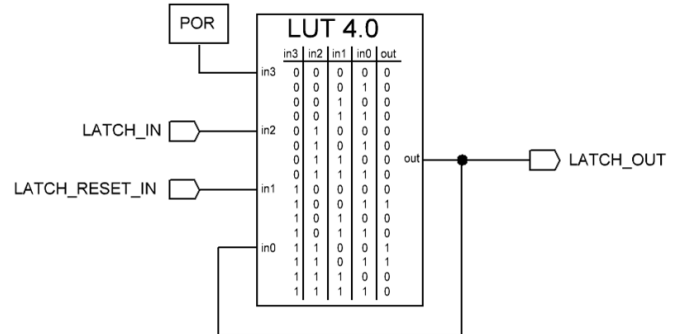 POR
LUT 4.0
in3 in2 in1 in0 out
in3
0 0 0 0 0
0 0 0 1 0
0 0 1 0 0
0 0 1 1 0
LATCH_IN
in2
0 1 0 0 0
0 1 0 1 0
0 1 1 0 0
out
LATCH_OUT
0 1 1 1 0
LATCH_RESET_IN
in1
1 0 0 0 0
1 0 0 1 1
1 0 1 0 0
1 0 1 1 0
in0
1 1 0 0 1
1 1 0 1 1
1 1 1 0 0
1 1 1 1 0